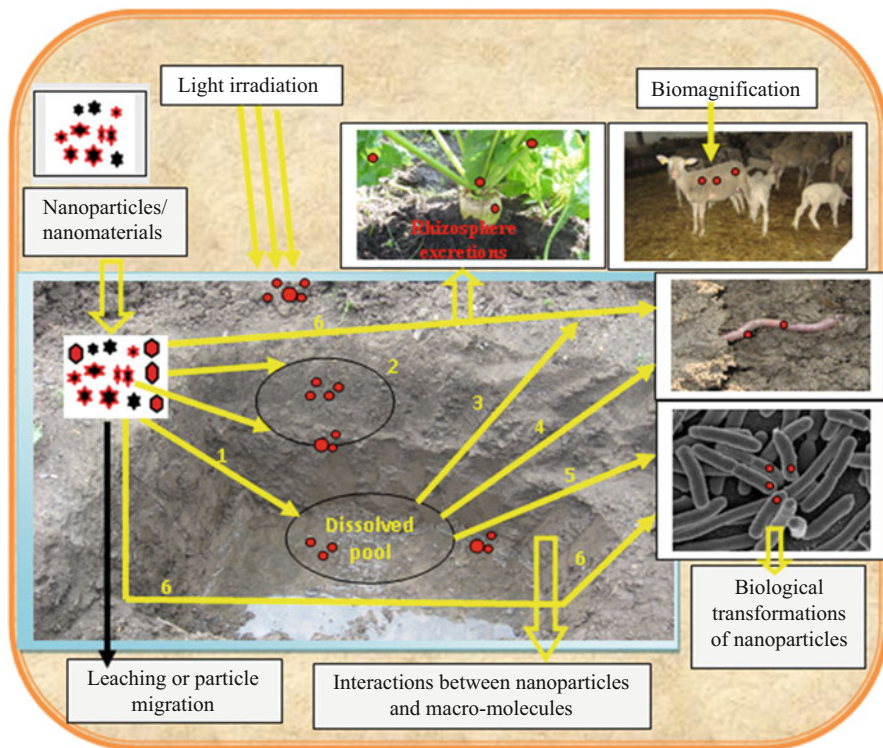 Light irradiation
Biomagnification
Nanoparticles/
nanomaterials
Rhizosphere
excretions
6
2
3
4
1
5
Dissolved
pool
6
6
Biological
transformations
of nanoparticles
Leaching or particle
migration
Interactions between nanoparticles
and macro-molecules